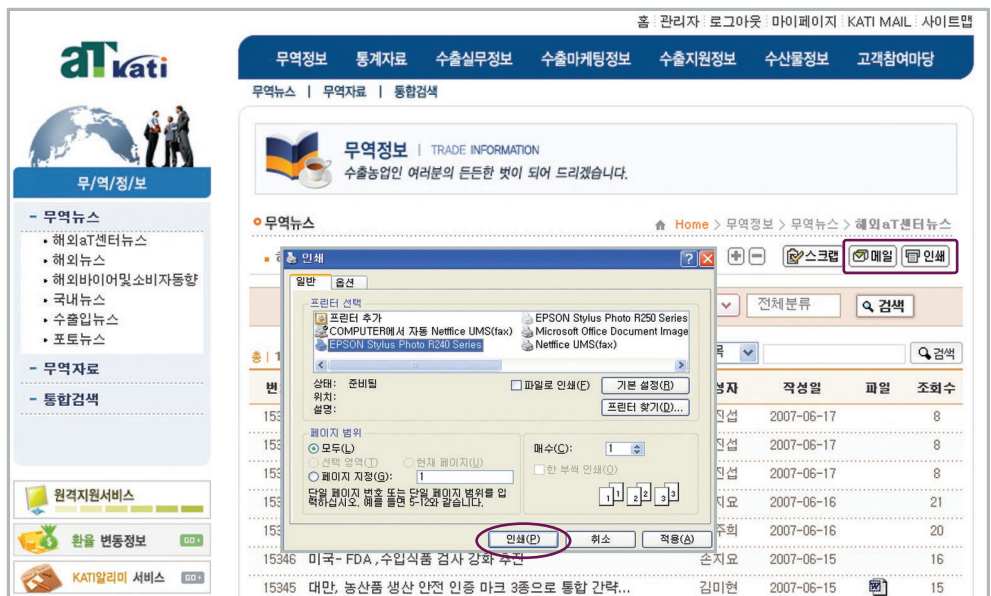 홈 관리자 로그아웃 마이페이지 KATI MAIL 사이트맵
aT kati
무역정보 통계자료 수출실무정보 수출마케팅정보 수출지원정보 수산물정보 고객참여마당
무역뉴스 | 무역자료 | 통합검색
무역정보 | TRADE INFORMATION
수출농업인 여러분의 든든한 벗이 되어 드리겠습니다.
무/역/정/보
- 무역뉴스
• 해외aT센터뉴스
• 해외뉴스
• 해외바이어및소비자동향
• 국내뉴스
• 수출입뉴스
• 포토뉴스
- 무역자료
- 통합검색
원격지원서비스
환율 변동정보 GO
KATI알리미 서비스 GO
무역뉴스
Home > 무역정보 > 무역뉴스 > 해외aT센터뉴스
스크랩 메일 인쇄
전체분류 검색
총 | 1
검색
작성일 파일 조회수
진섭 2007-06-17 8
진섭 2007-06-17 8
진섭 2007-06-17 8
지요 2007-06-16 21
주희 2007-06-16 20
15346 미국-FDA,수입식품 검사 강화 추진 손지요 2007-06-15 16
15345 대만, 농산품 생산 안전 인증 마크 3종으로 통합 간략... 김미현 2007-06-15 15
인쇄
일반 옵션
프린터 선택
프린터 추가
COMPUTER에서 자동 Netffice UMS(fax)
EPSON Stylus Photo R240 Series
EPSON Stylus Photo R250 Series
Microsoft Office Document Image
Netffice UMS(fax)
상태: 준비됨
위치:
설명:
파일로 인쇄(F) 기본 설정(R)
프린터 찾기(D)...
페이지 범위
모두(L)
선택 영역(T) 현재 페이지(U)
페이지 지정(G): 1
단일 페이지 번호 또는 단일 페이지 범위를 입
력하십시오. 예를 들면 5-12와 같습니다.
매수(C): 1
한 부씩 인쇄(O)
1 1 2 2 3 3
인쇄(P) 취소 적용(A)